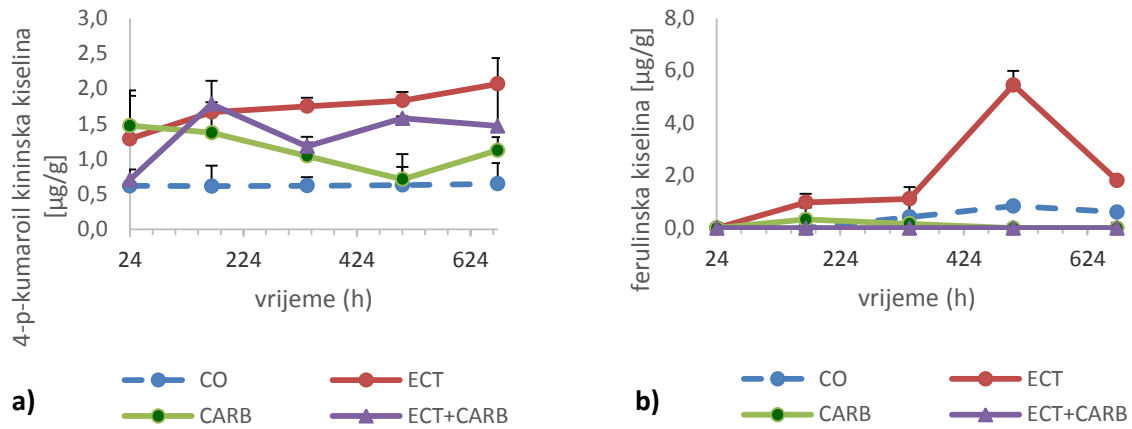 3,0
2,5
2,0
1,5
1,0
0,5
0,0
4-p-kumaroil kininska kiselina
[µg/g]
24
224
424
624
vrijeme (h)
CO
ECT
CARB
ECT+CARB
a)
8,0
6,0
4,0
2,0
0,0
ferulinska kiselina [µg/g]
24
224
424
624
vrijeme (h)
CO
ECT
CARB
ECT+CARB
b)